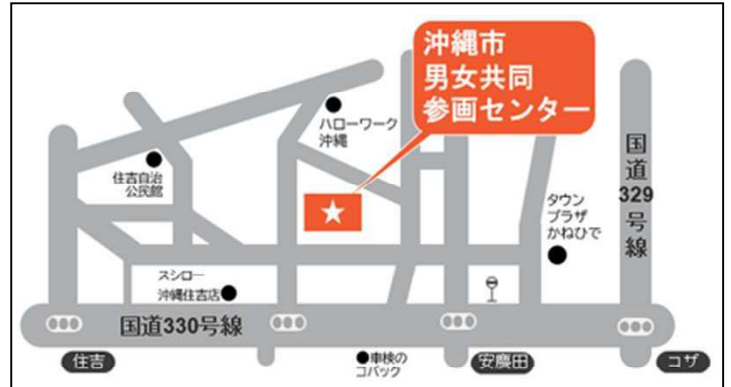 沖縄市
男女共同
参画センター
ハローワーク
沖縄
住吉自治
公民館
国道
329
号線
タウン
プラザ
かねひで
スシロー
沖縄住吉店
国道330号線
住吉
車検の
コバック
安慶田
コザ